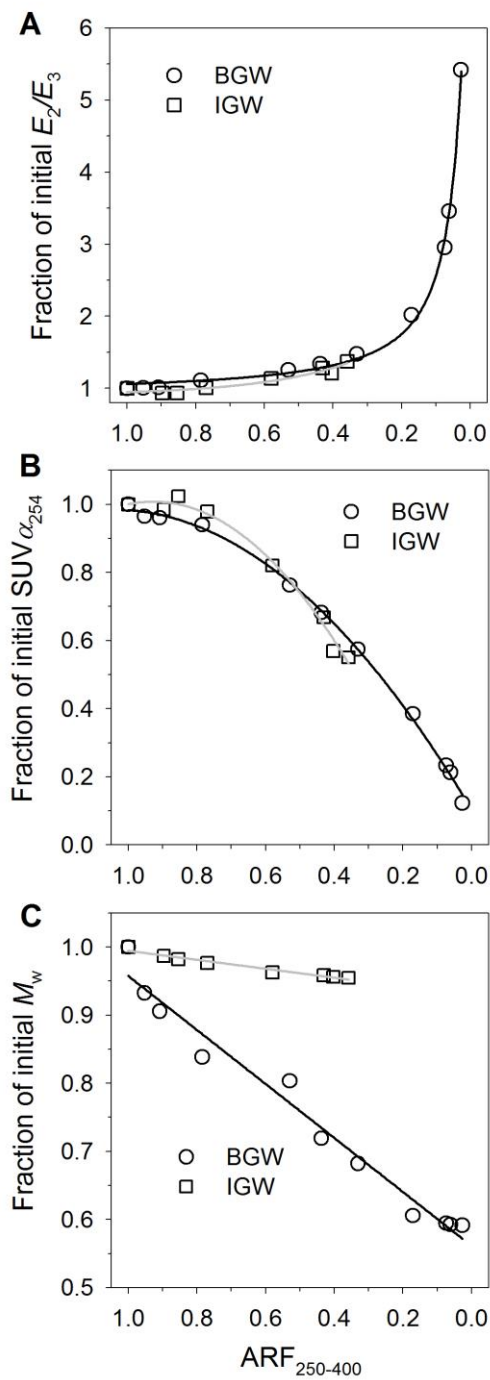 A
Fraction of initial E₂/E₃
6
5
4
3
2
1
BGW
IGW
1.0 0.8 0.6 0.4 0.2 0.0
B
Fraction of initial SUVα₂₅₄
1.0
0.8
0.6
0.4
0.2
0.0
BGW
IGW
1.0 0.8 0.6 0.4 0.2 0.0
C
Fraction of initial M_w
1.0
0.9
0.8
0.7
0.6
0.5
BGW
IGW
1.0 0.8 0.6 0.4 0.2 0.0
ARF₂₅₀₋₄₀₀